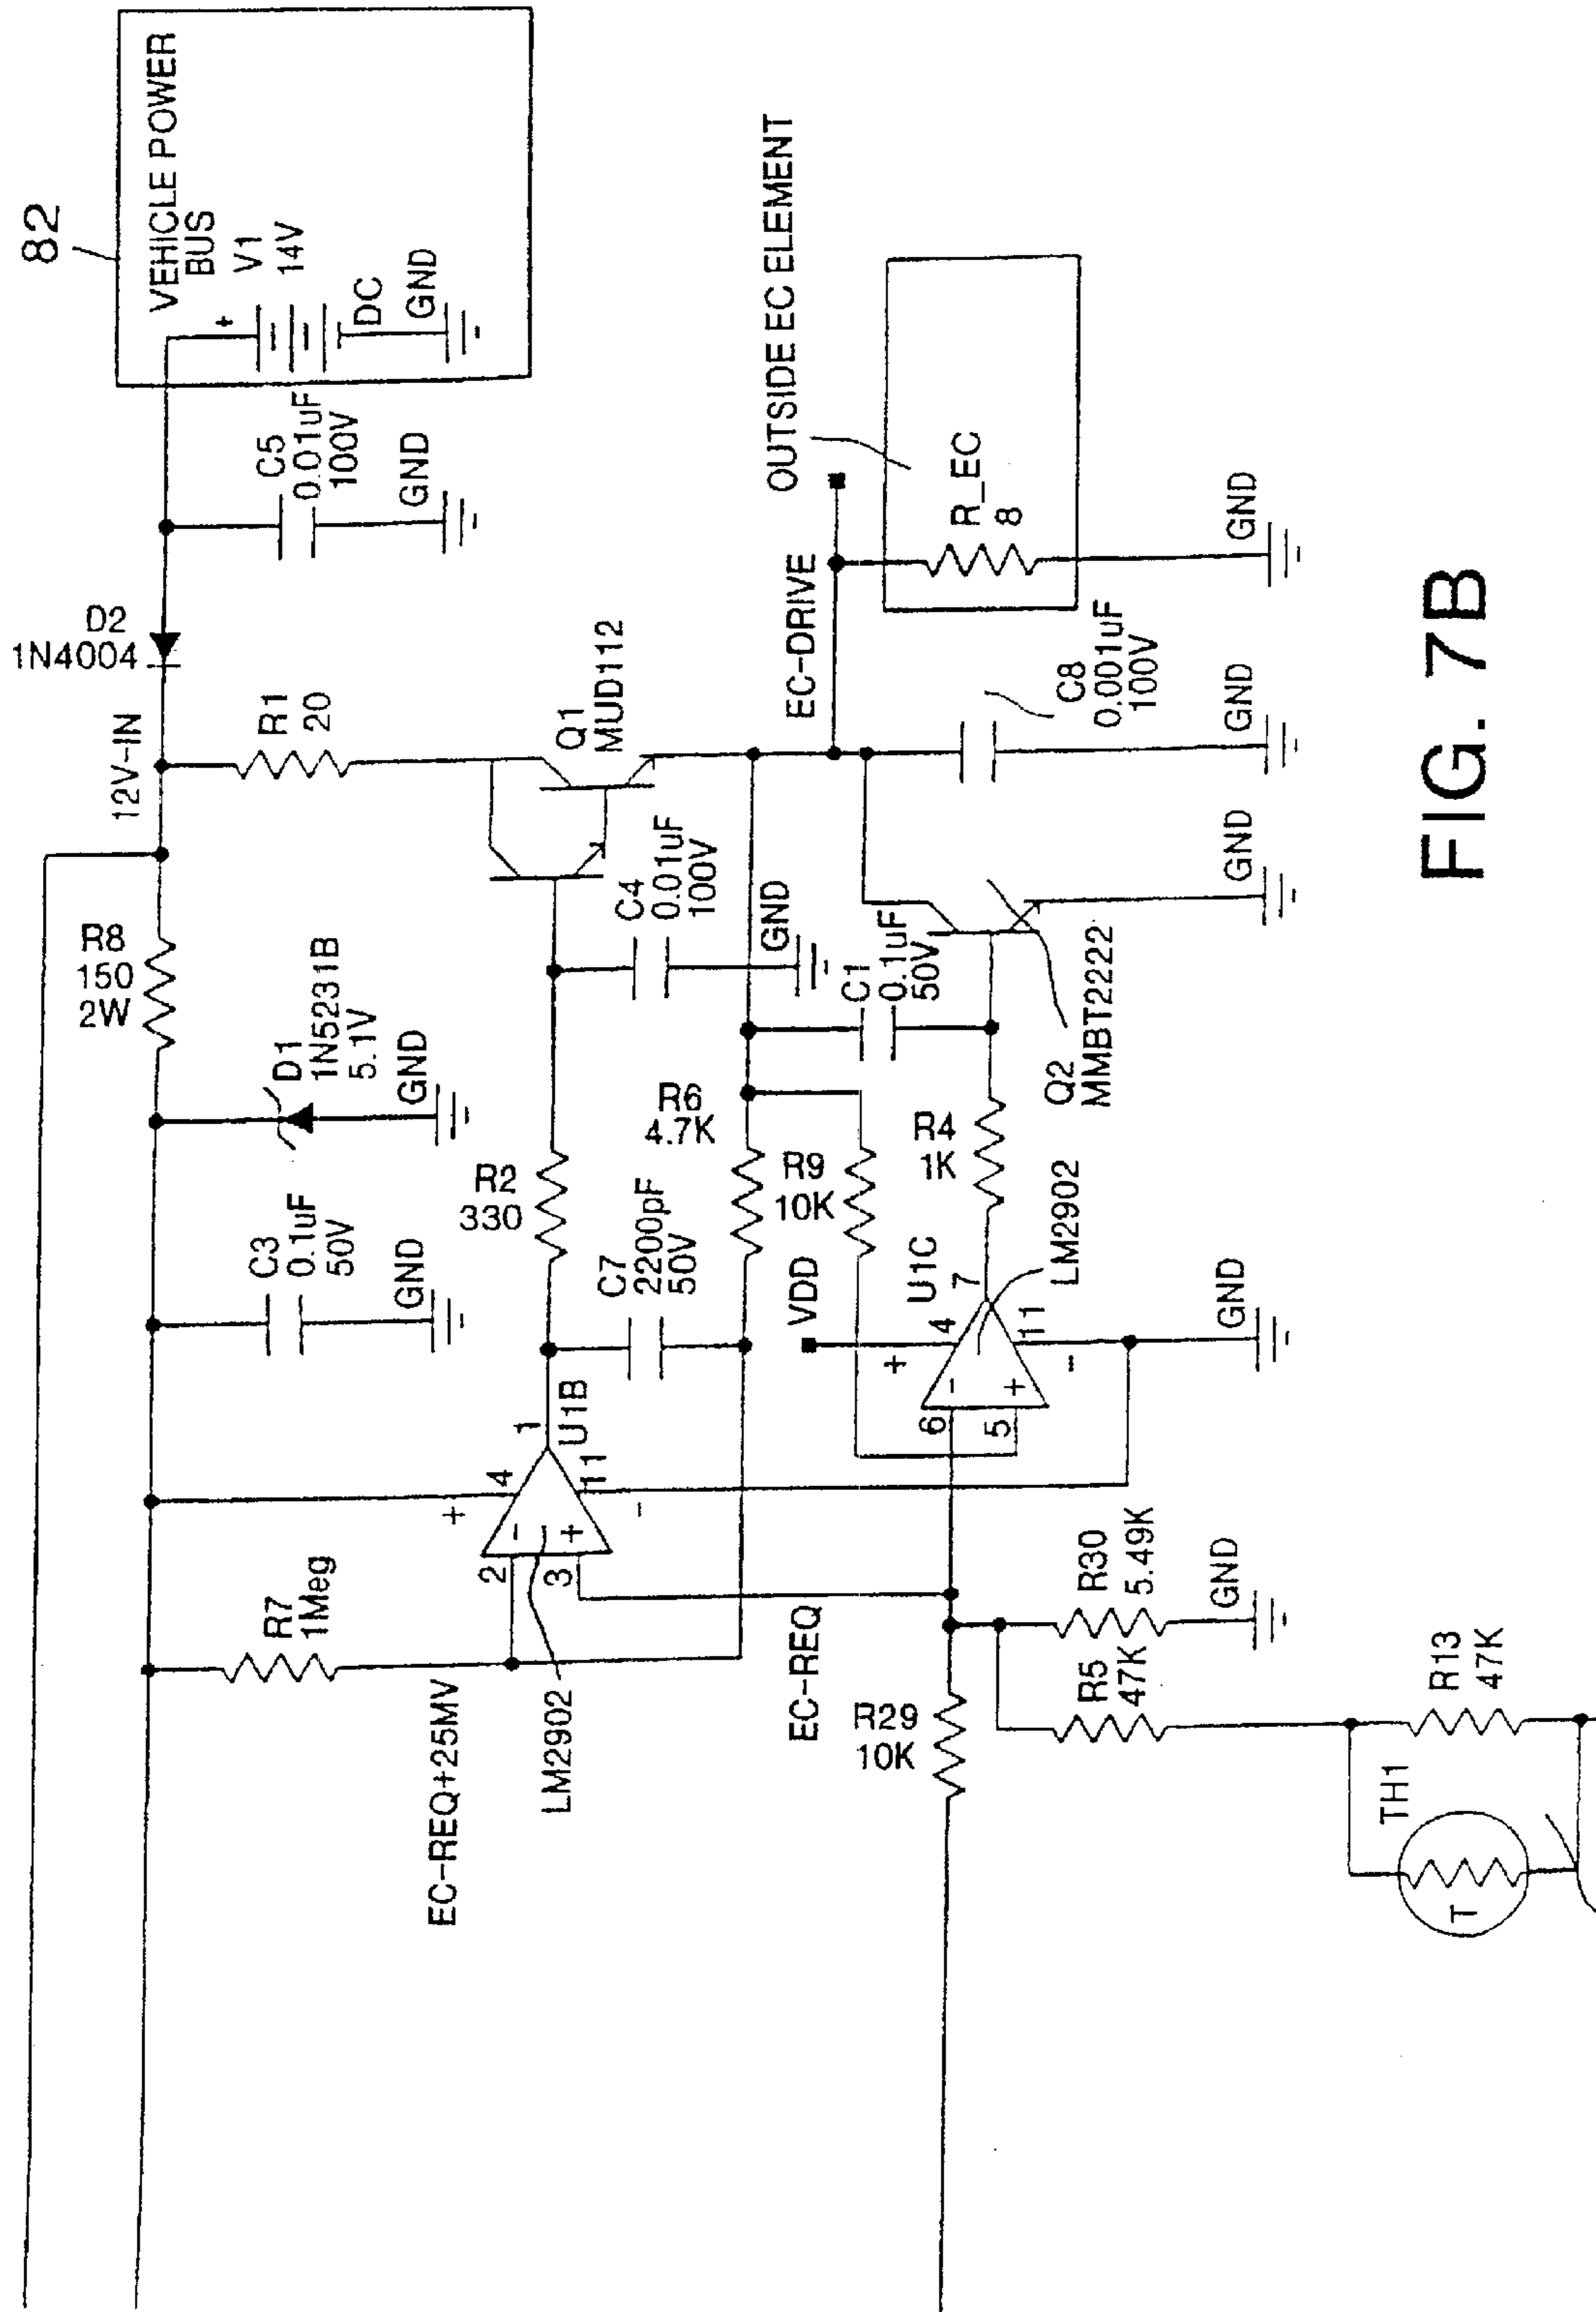 82
VEHICLE POWER
BUS
V1
14V
+
DC
GND
C5
0.01uF
100V
GND
D2
1N4004
12V-IN
R1
20
Q1
MUD112
OUTSIDE EC ELEMENT
EC-DRIVE
R_EC
8
GND
C8
0.001uF
100V
GND
R8
150
2W
D1
1N5231B
5.1V
GND
C4
0.01uF
100V
GND
C1
0.1uF
50V
Q2
MMBT2222
GND
C3
0.1uF
50V
GND
R2
330
R6
4.7K
C7
2200pF
50V
R9
10K
R4
1K
VDD
U1C
LM2902
4
+
7
11
-
-
+
6
5
GND
1
U1B
4
+
11
-
-
+
2
3
R7
1Meg
EC-REQ+25MV
LM2902
EC-REQ
R29
10K
R30
5.49K
GND
R5
47K
R13
47K
TH1
T
FIG. 7B